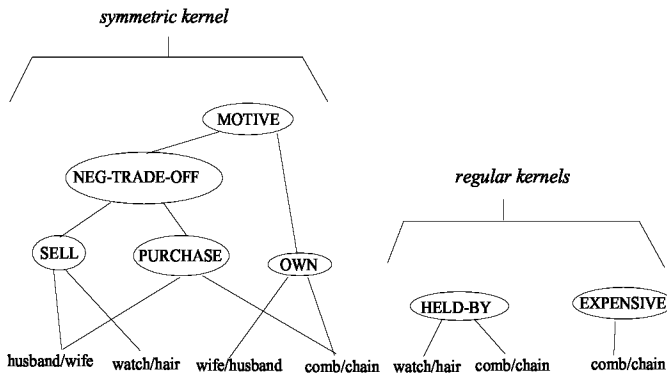 symmetric kernel
MOTIVE
NEG-TRADE-OFF
regular kernels
SELL
PURCHASE
OWN
HELD-BY
EXPENSIVE
husband/wife
watch/hair
wife/husband
comb/chain
watch/hair
comb/chain
comb/chain